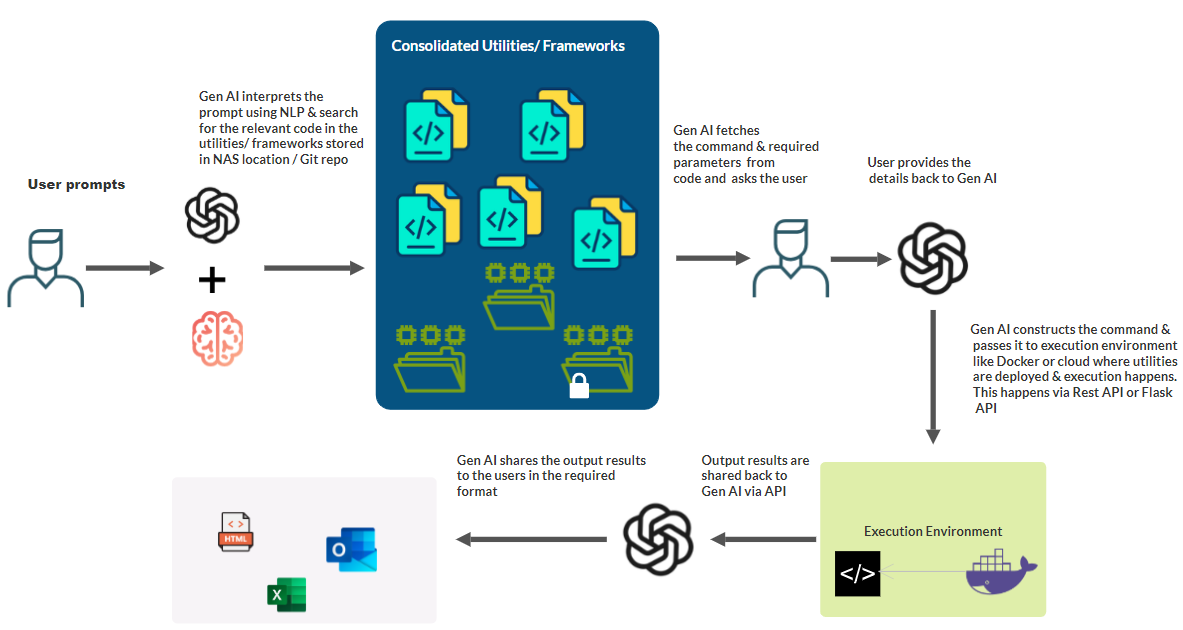 Consolidated Utilities/ Frameworks
Gen AI interprets the
prompt using NLP & search
for the relevant code in the
utilities/ frameworks stored
in NAS location / Git repo
User prompts
</>
</>
</>
</>
</>
Gen AI fetches
the command & required
parameters from
code and asks the user
User provides the
details back to Gen AI
Gen AI constructs the command &
passes it to execution environment
like Docker or cloud where utilities
are deployed & execution happens.
This happens via Rest API or Flask
API
Execution Environment
</>
Output results are
shared back to
Gen AI via API
Gen AI shares the output results
to the users in the required
format
< >
HTML
O
X